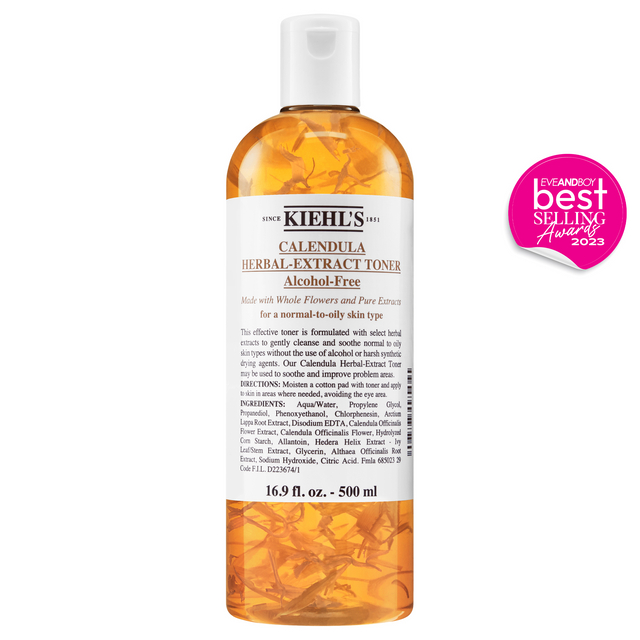 SINCE KIEHL'S 1851
CALENDULA
HERBAL-EXTRACT TONER
Alcohol-Free
Made with Whole Flowers and Pure Extracts
for a normal-to-oily skin type
This effective toner is formulated with select herbal
extracts to gently cleanse and soothe normal to oily
skin types without the use of alcohol or harsh synthetic
drying agents. Our Calendula Herbal-Extract Toner
may be used to soothe and improve problem areas.
DIRECTIONS: Moisten a cotton pad with toner and apply
to skin in areas where needed, avoiding the eye area.
INGREDIENTS: Aqua/Water, Propylene Glycol,
Propanediol, Phenoxyethanol, Chlorphenesin, Arctium
Lappa Root Extract, Disodium EDTA, Calendula Officinalis
Flower Extract, Calendula Officinalis Flower, Hydrolyzed
Corn Starch, Allantoin, Hedera Helix Extract - Ivy
Leaf/Stem Extract, Glycerin, Althaea Officinalis Root
Extract, Sodium Hydroxide, Citric Acid. Fmla 685023 29
Code F.I.L. D223674/1
16.9 fl. oz. - 500 ml
EVEANDBOY
best
SELLING
Awards
2023